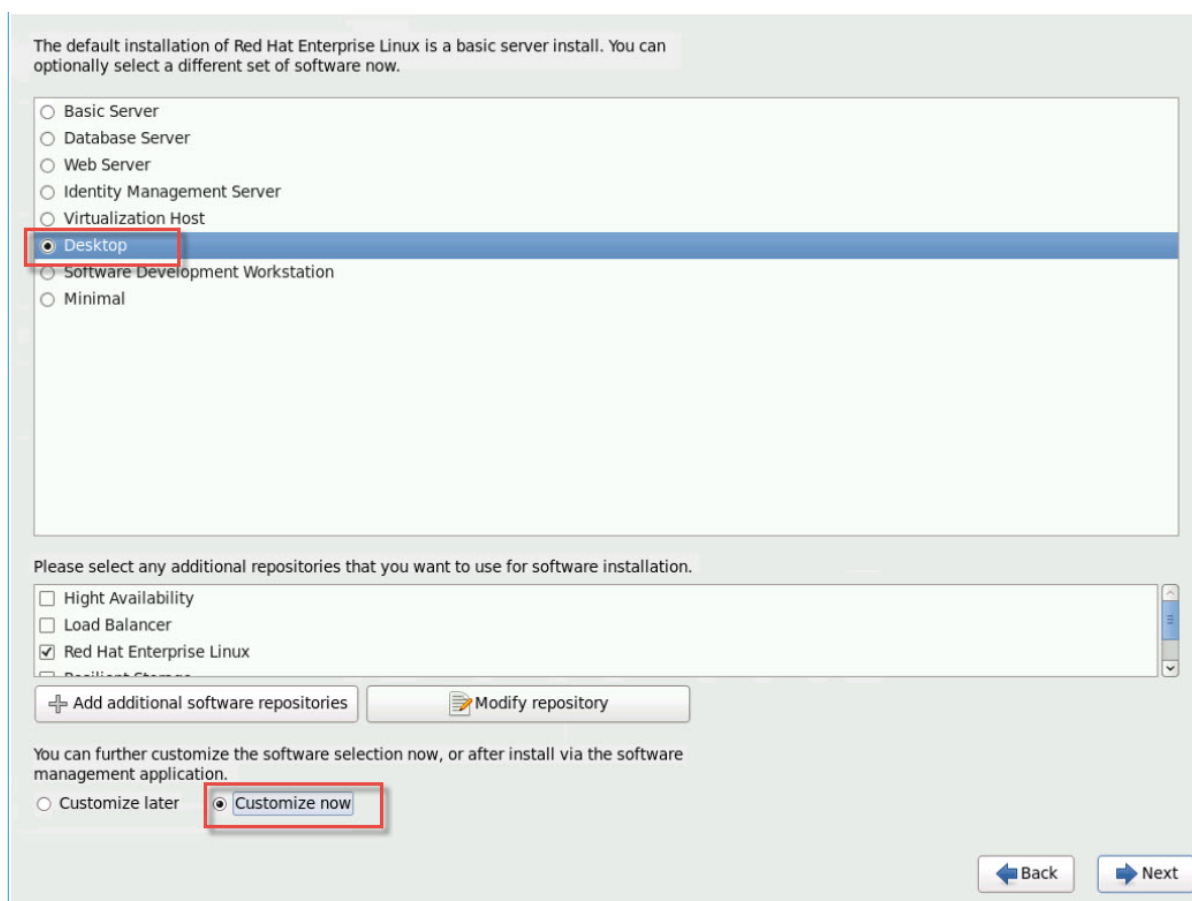 The default installation of Red Hat Enterprise Linux is a basic server install. You can
optionally select a different set of software now.
Basic Server
Database Server
Web Server
Identity Management Server
Virtualization Host
Desktop
Software Development Workstation
Minimal
Please select any additional repositories that you want to use for software installation.
Hight Availability
Load Balancer
Red Hat Enterprise Linux
Resilient Storage
Add additional software repositories
Modify repository
You can further customize the software selection now, or after install via the software
management application.
Customize later
Customize now
Back
Next